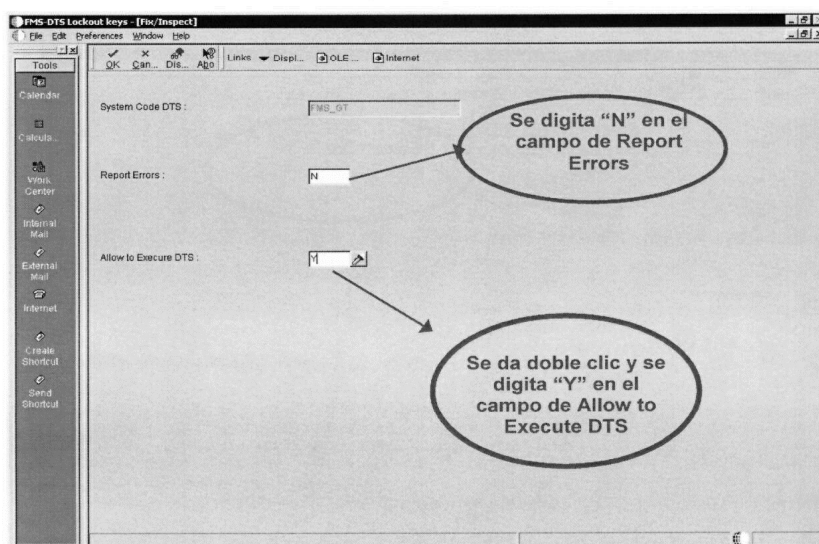 FMS-DTS Lockout keys - [Fix/Inspect]
File Edit Preferences Window Help
Tools
OK Can... Dis... Abo Links Displ... OLE ... Internet
Calendar
Calcula...
Work
Center
Internal
Mail
External
Mail
Internet
Create
Shortcut
Send
Shortcut
System Code DTS :
FMS_GT
Report Errors :
N
Allow to Execute DTS :
Y
Se digita “N” en el
campo de Report
Errors
Se da doble clic y se
digita “Y” en el
campo de Allow to
Execute DTS